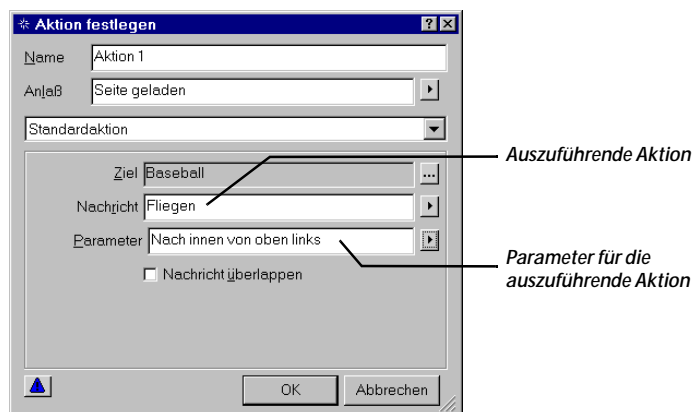 Aktion festlegen
Name Aktion 1
Anlaß Seite geladen
Standardaktion
Ziel Baseball ...
Nachricht Fliegen
Parameter Nach innen von oben links
Nachricht überlappen
OK Abbrechen
Auszuführende Aktion
Parameter für die
auszuführende Aktion